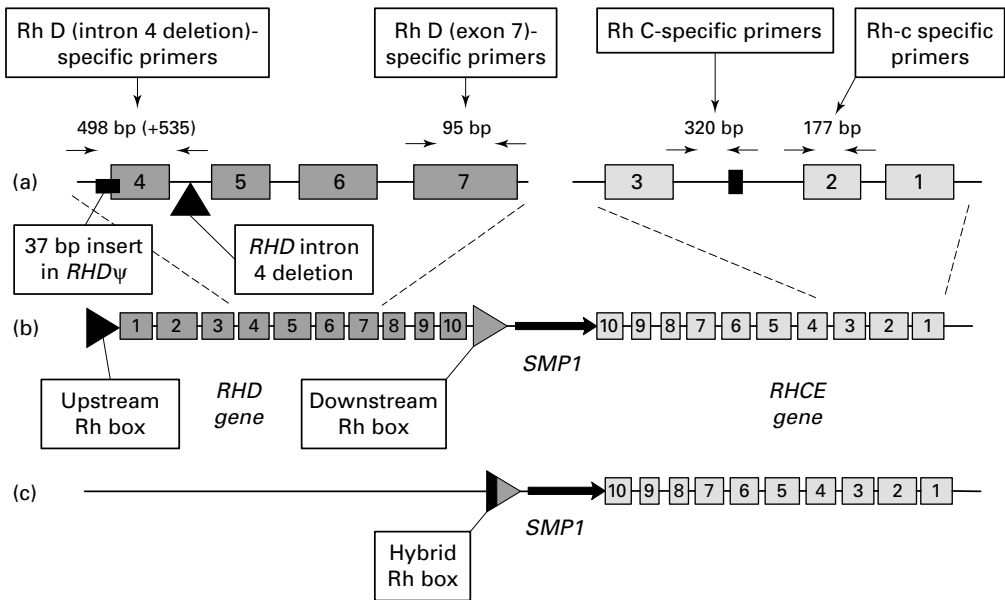 Rh D (intron 4 deletion)-
specific primers
Rh D (exon 7)-
specific primers
Rh C-specific primers
Rh-c specific
primers
498 bp (+535)
95 bp
320 bp
177 bp
(a)
4
5
6
7
3
2
1
37 bp insert
in RHDψ
RHD intron
4 deletion
(b)
1 2 3 4 5 6 7 8 9 10
10 9 8 7 6 5 4 3 2 1
SMP1
Upstream
Rh box
RHD
gene
Downstream
Rh box
RHCE
gene
(c)
10 9 8 7 6 5 4 3 2 1
SMP1
Hybrid
Rh box